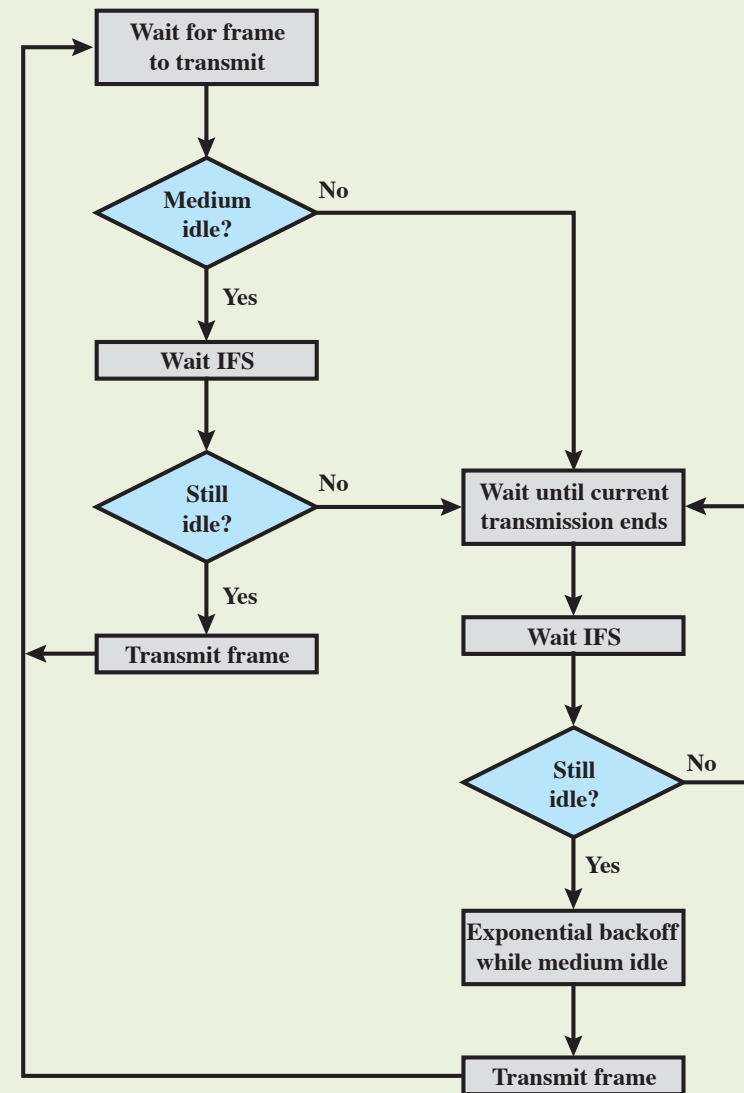 Wait for frame
to transmit
Medium
idle?
No
Yes
Wait IFS
Still
idle?
No
Yes
Transmit frame
Wait until current
transmission ends
Wait IFS
Still
idle?
No
Yes
Exponential backoff
while medium idle
Transmit frame